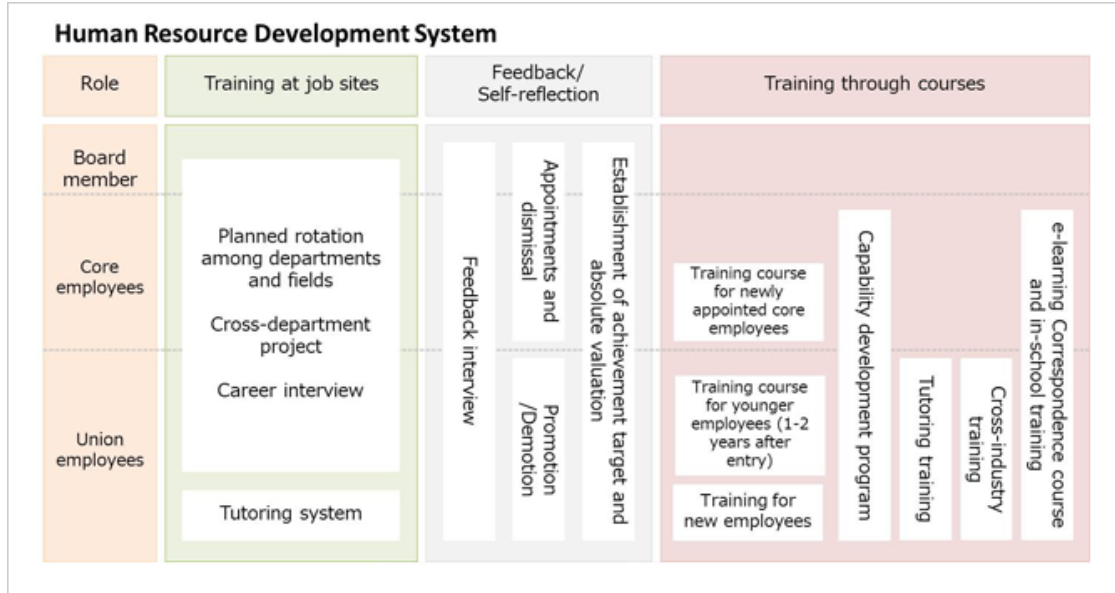 Human Resource Development System
Role
Training at job sites
Feedback/
Self-reflection
Training through courses
Board
member
Core
employees
Union
employees
Planned rotation
among departments
and fields
Cross-department
project
Career interview
Tutoring system
Feedback interview
Appointments and
dismissal
Promotion
/Demotion
Establishment of achievement target and
absolute valuation
Training course
for newly
appointed core
employees
Training course
for younger
employees (1-2
years after
entry)
Training for
new employees
Capability development program
Tutoring training
Cross-industry
training
e-learning Correspondence course
and in-school training